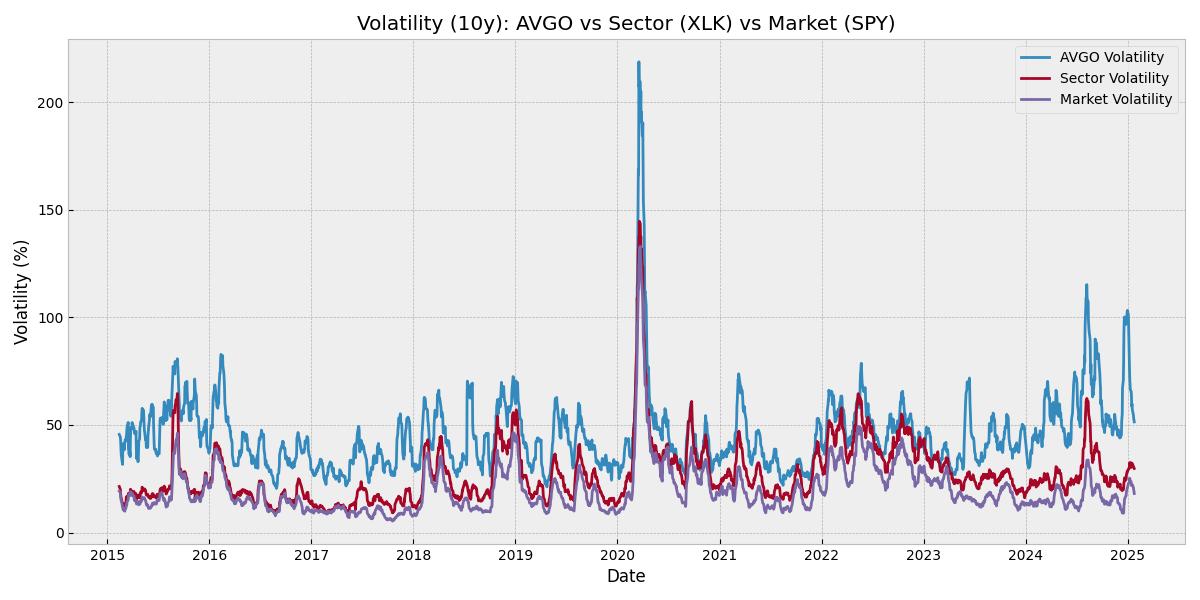 Volatility (10y): AVGO vs Sector (XLK) vs Market (SPY)
AVGO Volatility
Sector Volatility
Market Volatility
Volatility (%)
200
150
100
50
0
2015 2016 2017 2018 2019 2020 2021 2022 2023 2024 2025
Date